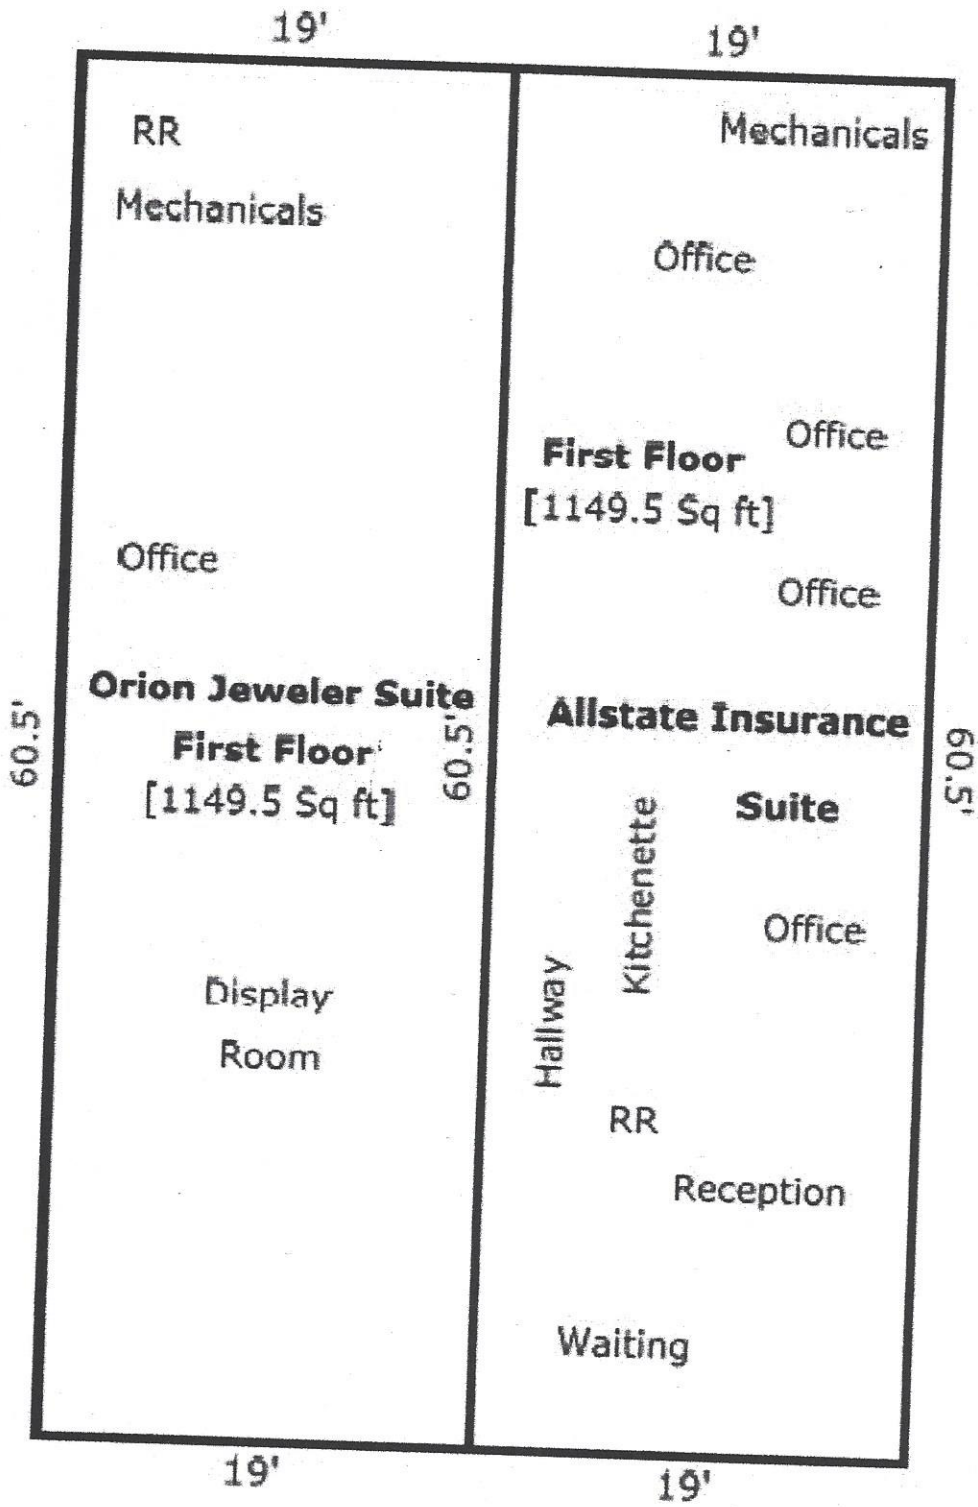 19'
19'
RR
Mechanicals
Office
Orion Jeweler Suite
First Floor
[1149.5 Sq ft]
60.5'
60.5'
Display
Room
19'
Mechanicals
Office
Office
First Floor
[1149.5 Sq ft]
Office
Allstate Insurance
Suite
60.5'
Kitchenette
Office
Hallway
RR
Reception
Waiting
19'